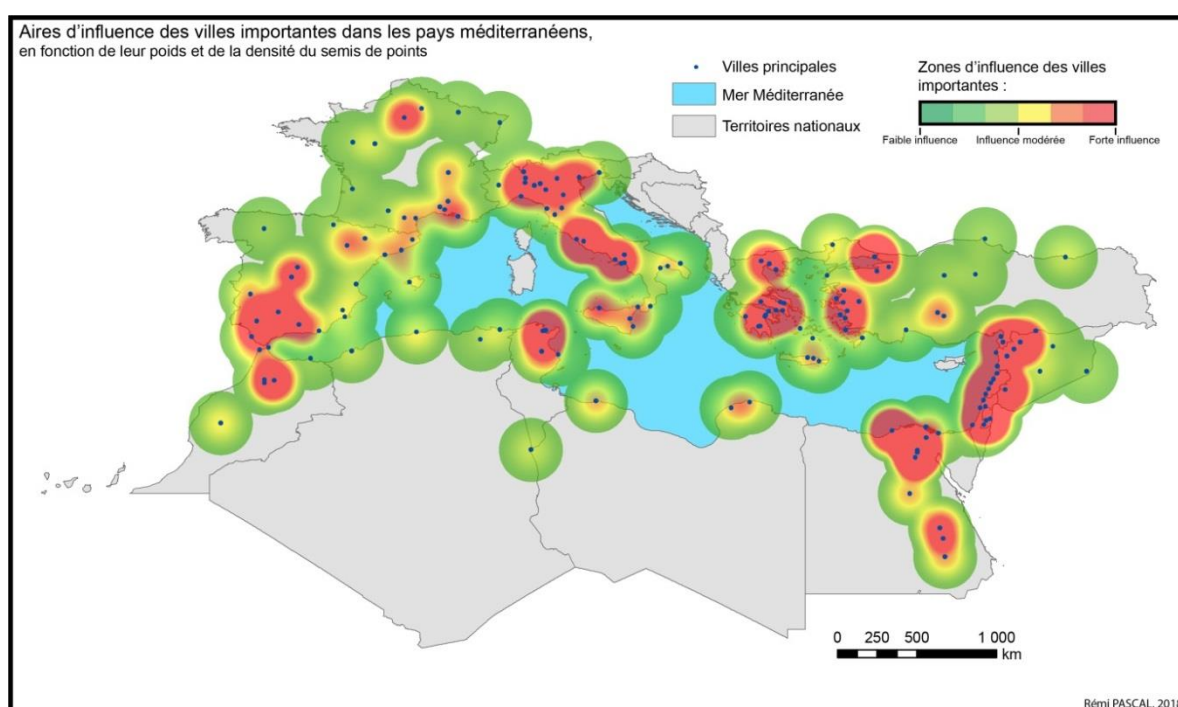 Aires d’influence des villes importantes dans les pays méditerranéens,
en fonction de leur poids et de la densité du semis de points
Villes principales
Mer Méditerranée
Territoires nationaux
Zones d’influence des villes
importantes :
Faible influence
Influence modérée
Forte influence
0 250 500 1 000
km
Rémi PASCAL, 2018